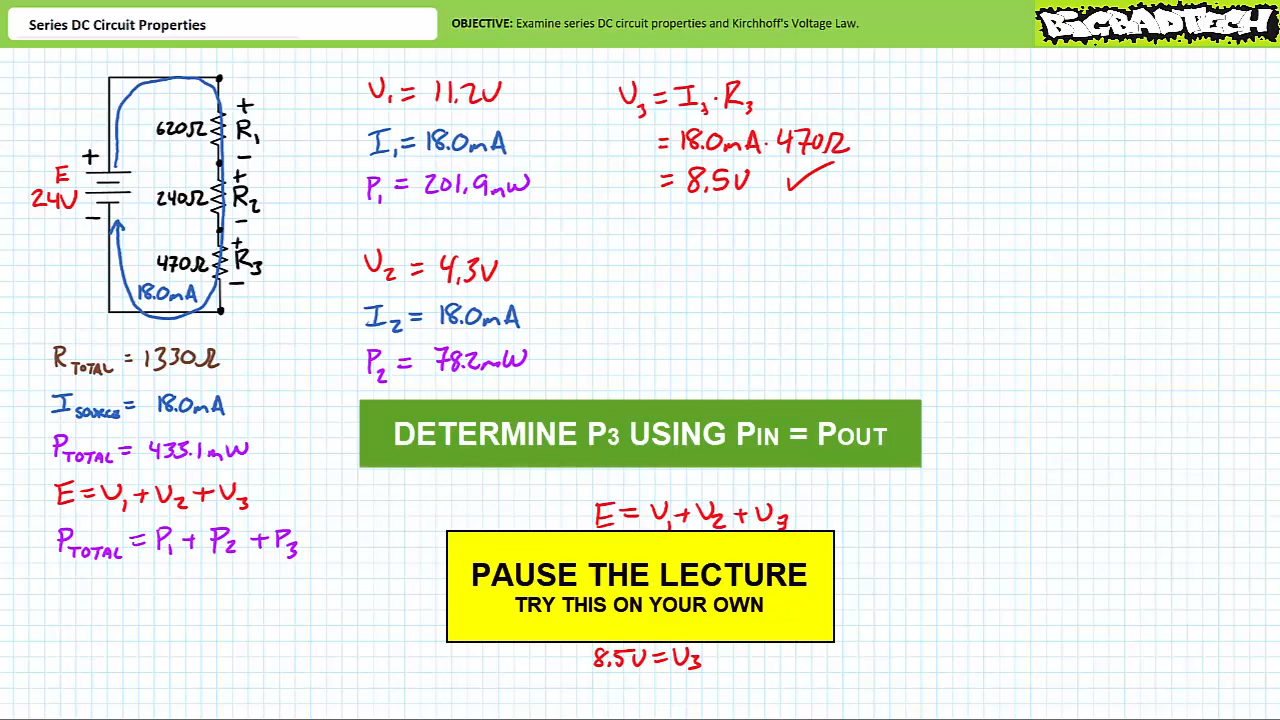 Series DC Circuit Properties
OBJECTIVE: Examine series DC circuit properties and Kirchhoff's Voltage Law.
BIGBADTECH
+
620Ω R₁
−
+
E
24V
−
+
240Ω R₂
−
+
470Ω R₃
−
18.0mA
R_TOTAL = 1330Ω
I_SOURCE = 18.0mA
P_TOTAL = 433.1mW
E = V₁ + V₂ + V₃
P_TOTAL = P₁ + P₂ + P₃
V₁ = 11.2V
I₁ = 18.0mA
P₁ = 201.9mW
V₂ = 4.3V
I₂ = 18.0mA
P₂ = 78.2mW
V₃ = I₃ · R₃
= 18.0mA · 470Ω
= 8.5V ✓
DETERMINE P₃ USING PIN = POUT
E = V₁ + V₂ + V₃
PAUSE THE LECTURE
TRY THIS ON YOUR OWN
8.5V = V₃